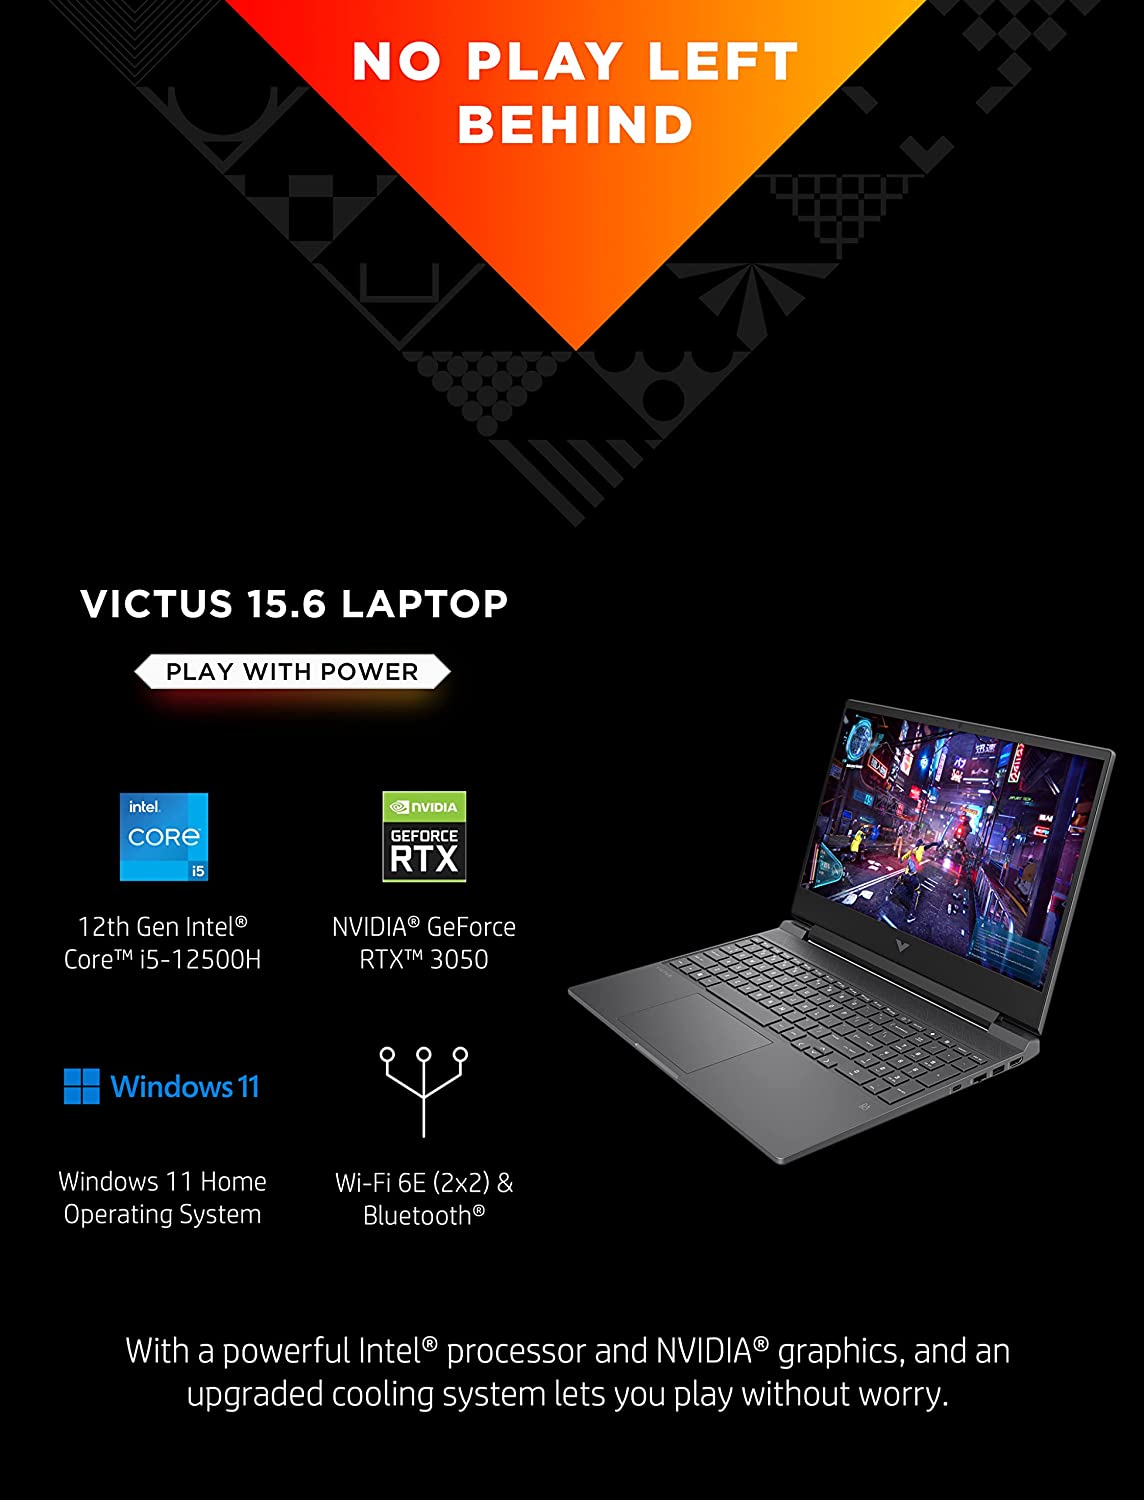 NO PLAY LEFT
BEHIND
VICTUS 15.6 LAPTOP
PLAY WITH POWER
intel.
CORE™
i5
NVIDIA
GEFORCE
RTX
12th Gen Intel®
Core™ i5-12500H
NVIDIA® GeForce
RTX™ 3050
Windows 11
Windows 11 Home
Operating System
Wi-Fi 6E (2x2) &
Bluetooth®
With a powerful Intel® processor and NVIDIA® graphics, and an
upgraded cooling system lets you play without worry.